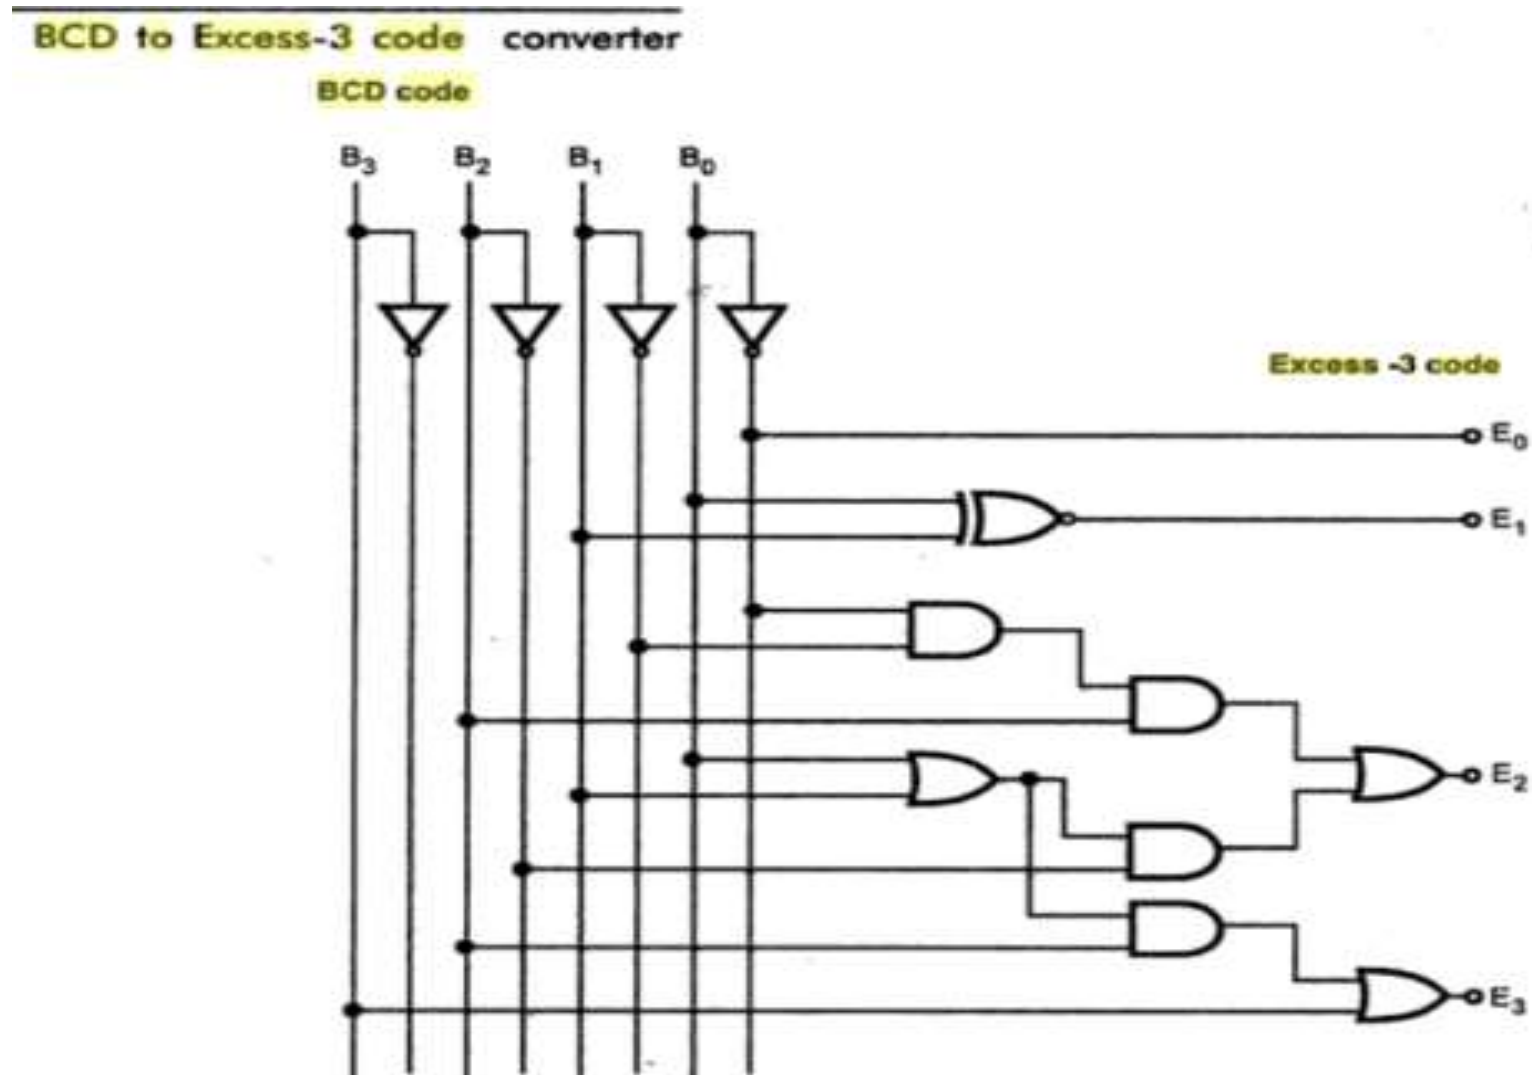 BCD to Excess-3 code converter
BCD code
B₃ B₂ B₁ B₀
Excess -3 code
E₀
E₁
E₂
E₃